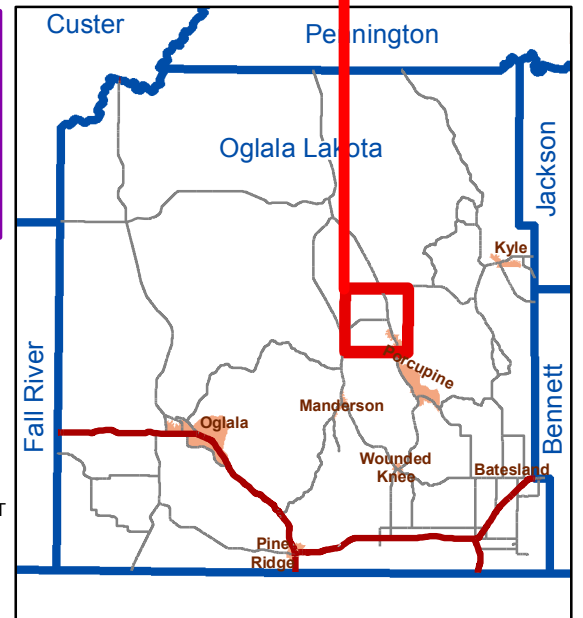 Custer
Pennington
Oglala Lakota
Jackson
Kyle
Fall River
Porcupine
Manderson
Oglala
Bennett
Wounded
Knee
Batesland
T
Pine
Ridge